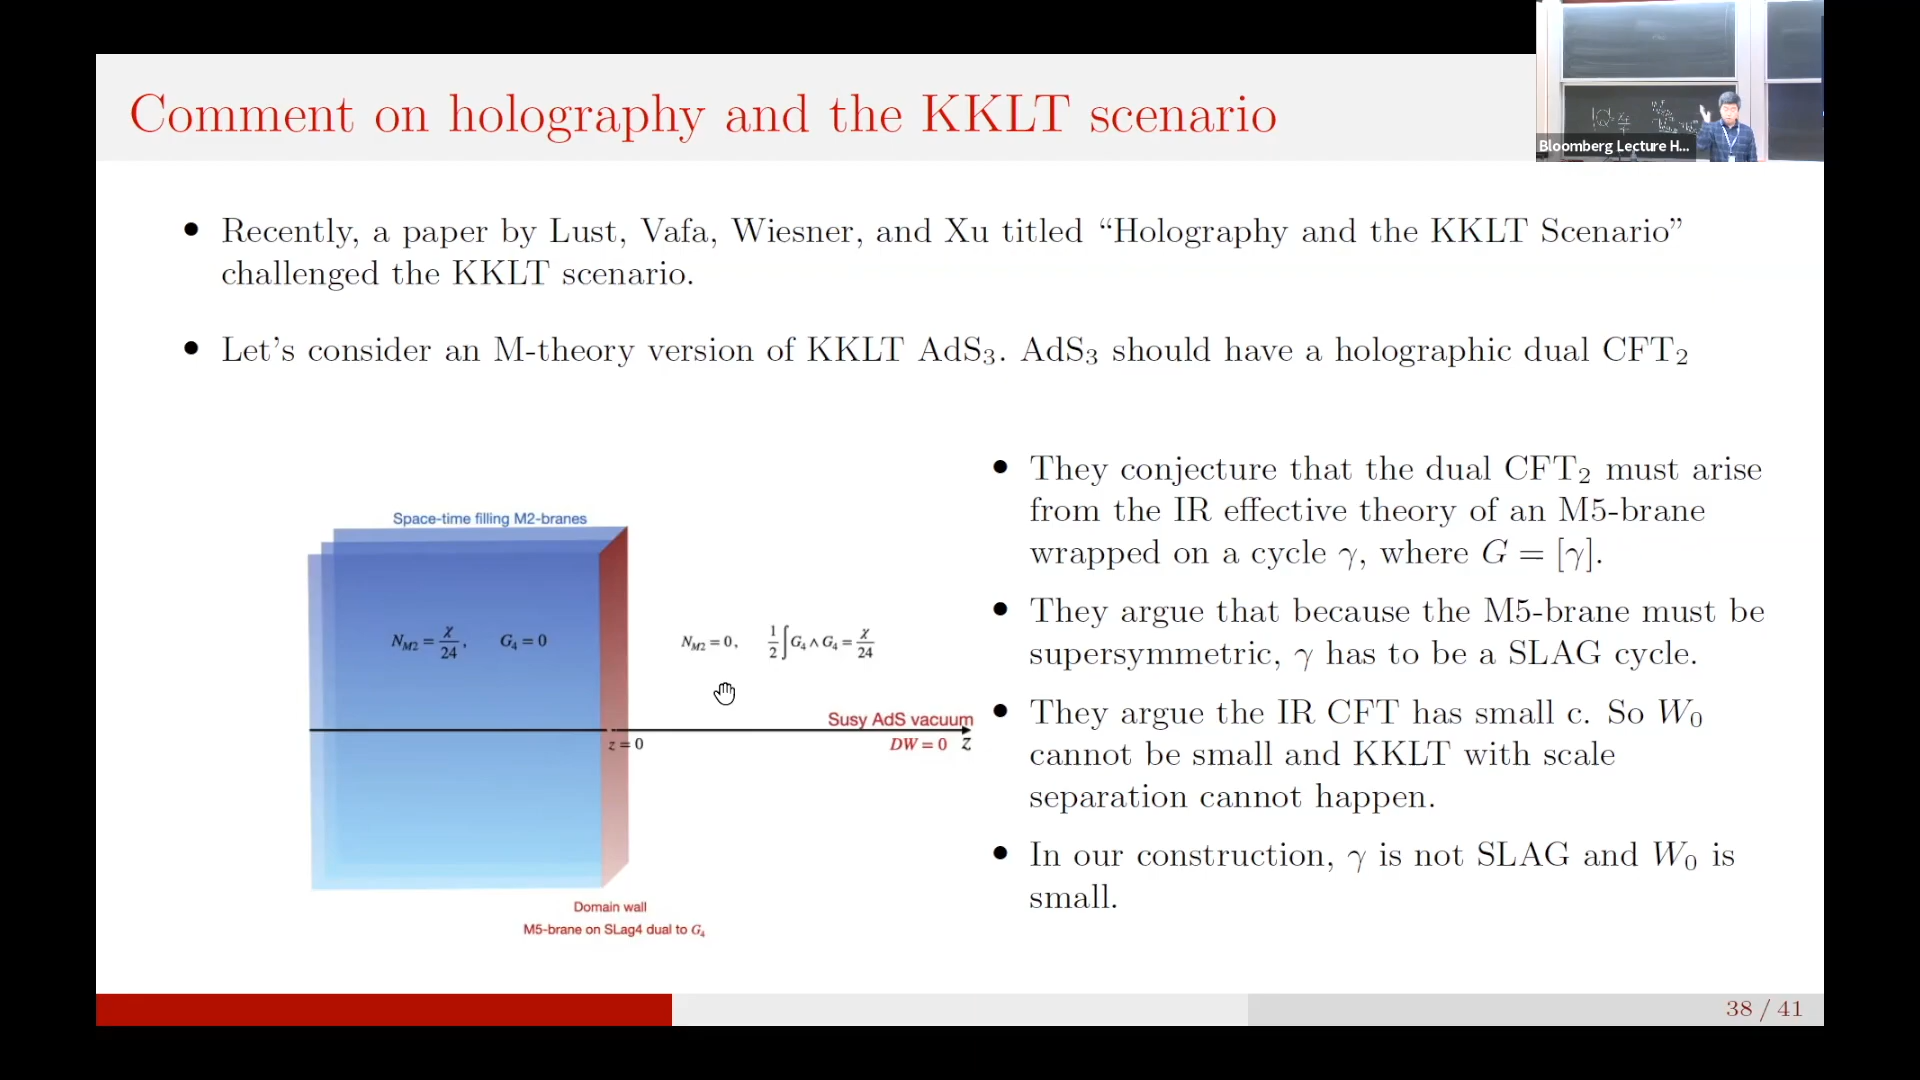 Comment on holography and the KKLT scenario
Bloomberg Lecture H...
• Recently, a paper by Lust, Vafa, Wiesner, and Xu titled “Holography and the KKLT Scenario”
challenged the KKLT scenario.
• Let's consider an M-theory version of KKLT AdS₃. AdS₃ should have a holographic dual CFT₂
Space-time filling M2-branes
N_{M2} = χ/24, G₄ = 0
N_{M2} = 0, 1/2 ∫ G₄ ∧ G₄ = χ/24
Susy AdS vacuum
z = 0
DW = 0 z
Domain wall
M5-brane on SLag4 dual to G₄
• They conjecture that the dual CFT₂ must arise
from the IR effective theory of an M5-brane
wrapped on a cycle γ, where G = [γ].
• They argue that because the M5-brane must be
supersymmetric, γ has to be a SLAG cycle.
• They argue the IR CFT has small c. So W₀
cannot be small and KKLT with scale
separation cannot happen.
• In our construction, γ is not SLAG and W₀ is
small.
38 / 41